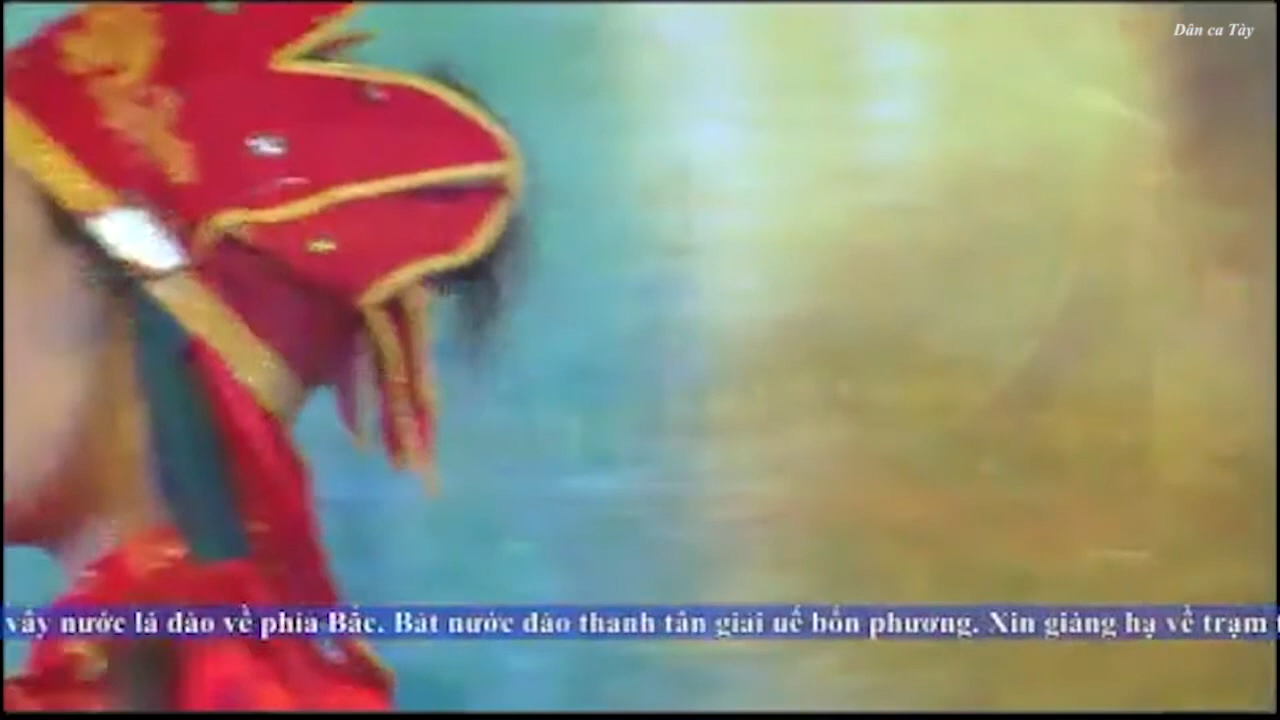 Dân ca Tày
vảy nước lá đào về phía Bắc. Bát nước đào thanh tân giải uế bốn phương. Xin giáng hạ về trạm